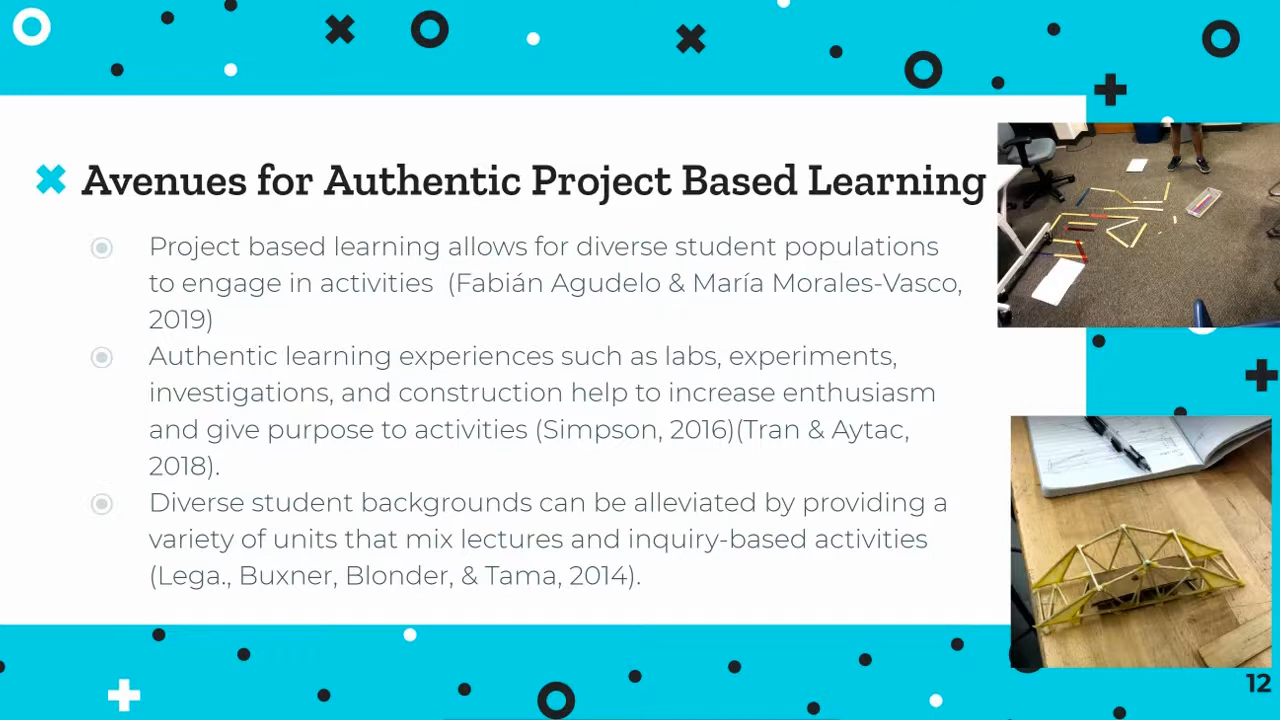 Avenues for Authentic Project Based Learning
Project based learning allows for diverse student populations
to engage in activities (Fabián Agudelo & María Morales-Vasco,
2019)
Authentic learning experiences such as labs, experiments,
investigations, and construction help to increase enthusiasm
and give purpose to activities (Simpson, 2016)(Tran & Aytac,
2018).
Diverse student backgrounds can be alleviated by providing a
variety of units that mix lectures and inquiry-based activities
(Lega., Buxner, Blonder, & Tama, 2014).
12